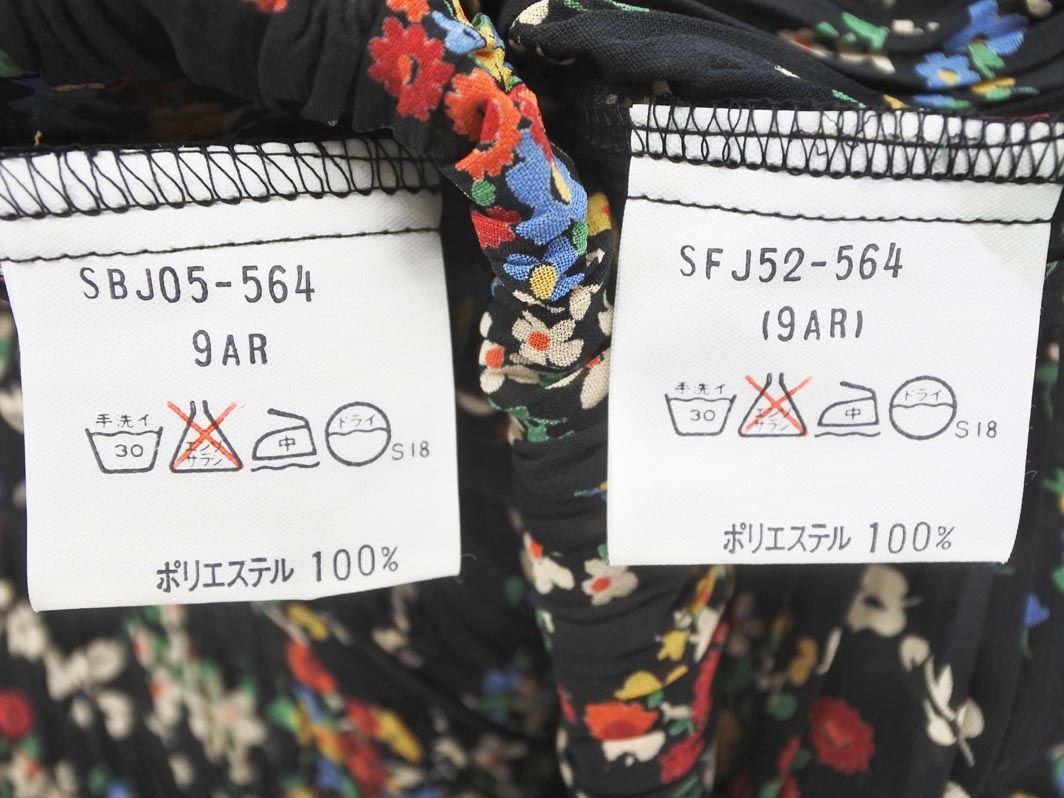 SBJ05-564
9AR
手洗イ
30
エンソ
サラシ
中
ドライ
S18
ポリエステル 100%
SFJ52-564
(9AR)
手洗イ
30
エンソ
サラシ
中
ドライ
S18
ポリエステル 100%